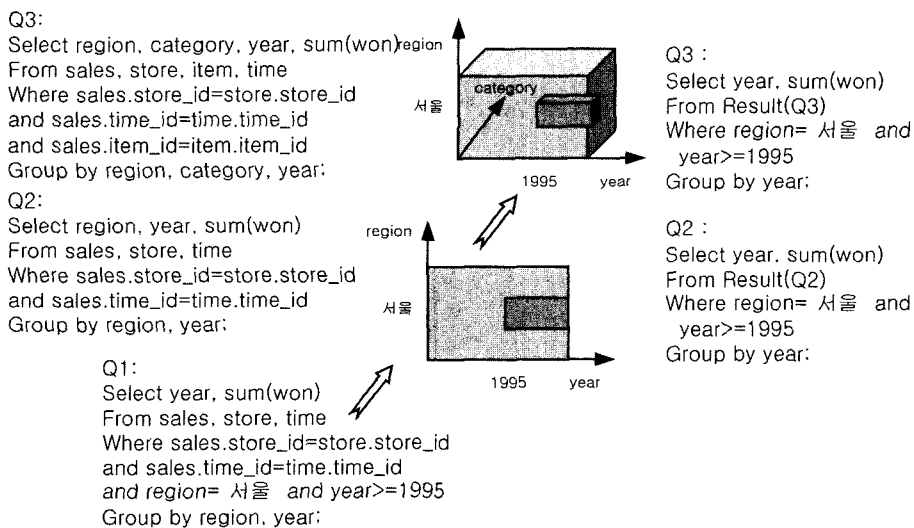 Q3:
Select region, category, year, sum(won)
From sales, store, item, time
Where sales.store_id=store.store_id
and sales.time_id=time.time_id
and sales.item_id=item.item_id
Group by region, category, year;
Q2:
Select region, year, sum(won)
From sales, store, time
Where sales.store_id=store.store_id
and sales.time_id=time.time_id
Group by region, year;
Q1:
Select year, sum(won)
From sales, store, time
Where sales.store_id=store.store_id
and sales.time_id=time.time_id
and region= 서울 and year>=1995
Group by region, year;
region
category
서울
1995 year
region
서울
1995 year
Q3 :
Select year, sum(won)
From Result(Q3)
Where region= 서울 and
year>=1995
Group by year;
Q2 :
Select year. sum(won)
From Result(Q2)
Where region= 서울 and
year>=1995
Group by year;